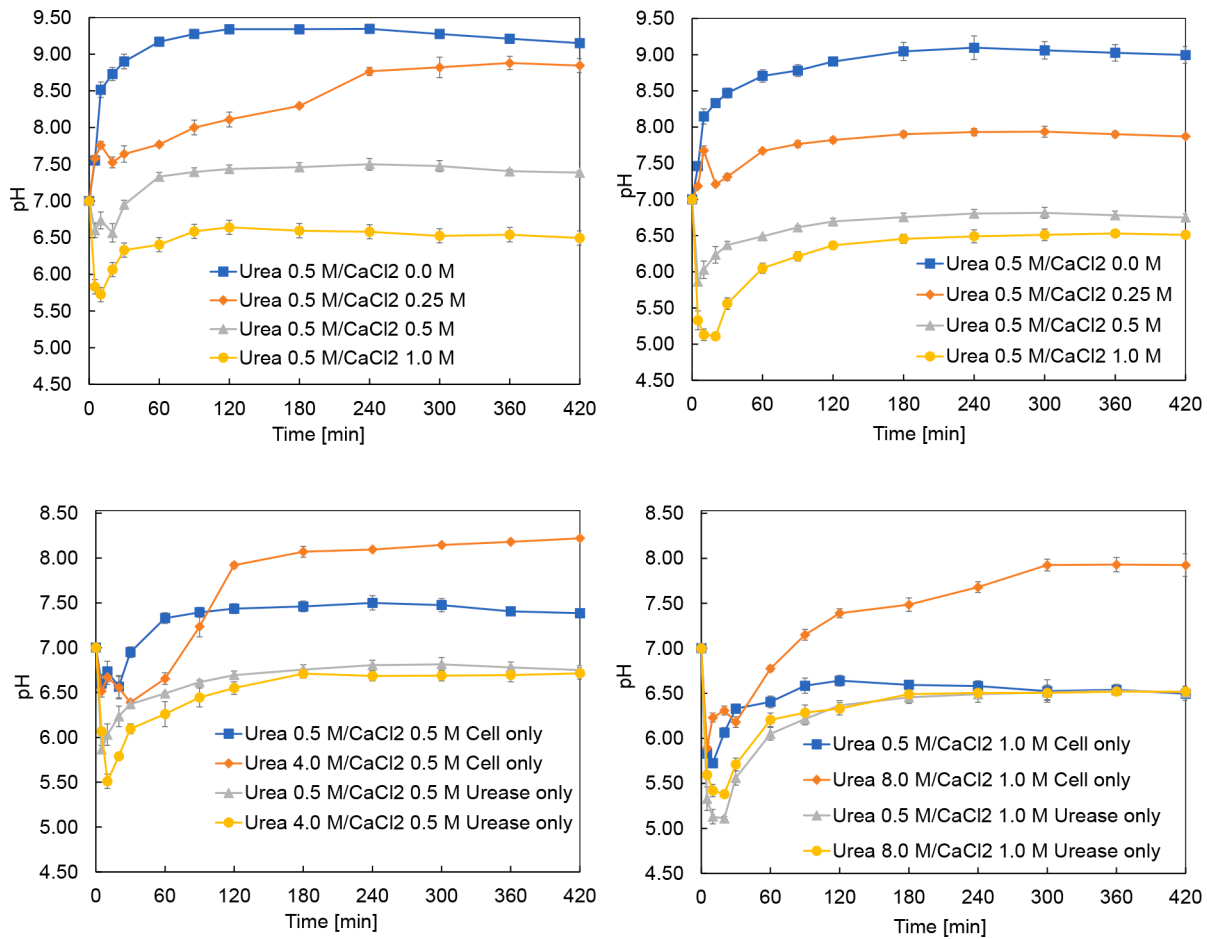 9.50
9.00
8.50
8.00
7.50
7.00
6.50
6.00
5.50
5.00
4.50
pH
0 60 120 180 240 300 360 420
Time [min]
Urea 0.5 M/CaCl2 0.0 M
Urea 0.5 M/CaCl2 0.25 M
Urea 0.5 M/CaCl2 0.5 M
Urea 0.5 M/CaCl2 1.0 M
9.50
9.00
8.50
8.00
7.50
7.00
6.50
6.00
5.50
5.00
4.50
pH
0 60 120 180 240 300 360 420
Time [min]
Urea 0.5 M/CaCl2 0.0 M
Urea 0.5 M/CaCl2 0.25 M
Urea 0.5 M/CaCl2 0.5 M
Urea 0.5 M/CaCl2 1.0 M
8.50
8.00
7.50
7.00
6.50
6.00
5.50
5.00
4.50
pH
0 60 120 180 240 300 360 420
Time [min]
Urea 0.5 M/CaCl2 0.5 M Cell only
Urea 4.0 M/CaCl2 0.5 M Cell only
Urea 0.5 M/CaCl2 0.5 M Urease only
Urea 4.0 M/CaCl2 0.5 M Urease only
8.50
8.00
7.50
7.00
6.50
6.00
5.50
5.00
4.50
pH
0 60 120 180 240 300 360 420
Time [min]
Urea 0.5 M/CaCl2 1.0 M Cell only
Urea 8.0 M/CaCl2 1.0 M Cell only
Urea 0.5 M/CaCl2 1.0 M Urease only
Urea 8.0 M/CaCl2 1.0 M Urease only